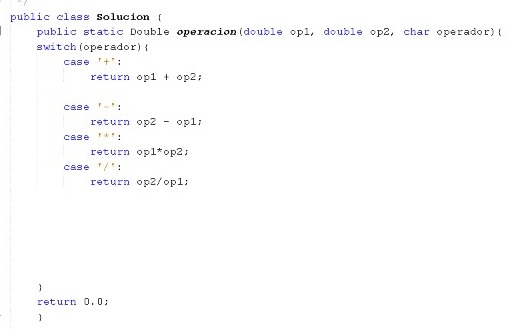 */
public class Solucion {
public static Double operacion(double op1, double op2, char operador){
switch(operador){
case '+':
return op1 + op2;
case '-':
return op2 - op1;
case '*':
return op1*op2;
case '/':
return op2/op1;
}
return 0.0;
}